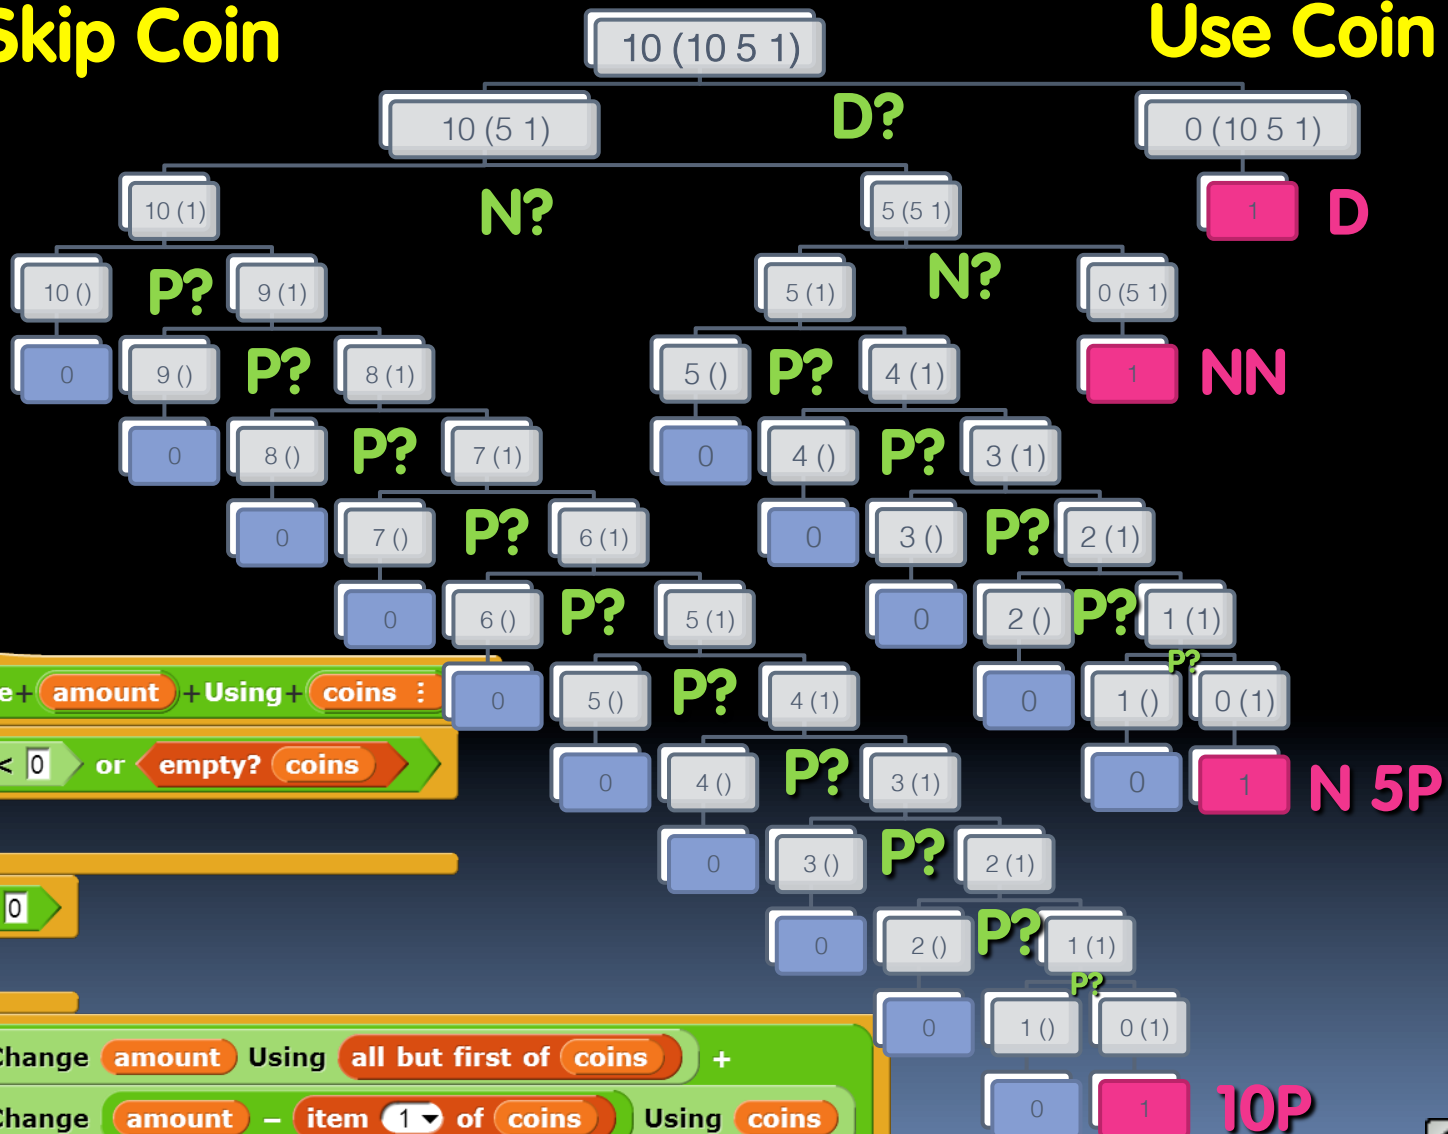 Skip Coin
Use Coin
10 (10 5 1)
10 (5 1)
D?
0 (10 5 1)
10 (1)
N?
5 (5 1)
1
D
10 ()
P?
9 (1)
5 (1)
N?
0 (5 1)
0
9 ()
P?
8 (1)
5 ()
P?
4 (1)
1
NN
0
8 ()
P?
7 (1)
0
4 ()
P?
3 (1)
0
7 ()
P?
6 (1)
0
3 ()
P?
2 (1)
0
6 ()
P?
5 (1)
0
2 ()
P?
1 (1)
P?
e+ amount +Using+ coins ⋮
0
5 ()
P?
4 (1)
0
1 ()
0 (1)
< 0 or empty? coins
0
4 ()
P?
3 (1)
0
1
N 5P
0
3 ()
P?
2 (1)
0
0
2 ()
P?
1 (1)
P?
0
1 ()
0 (1)
Change amount Using all but first of coins +
Change amount – item 1 of coins Using coins
0
1
10P